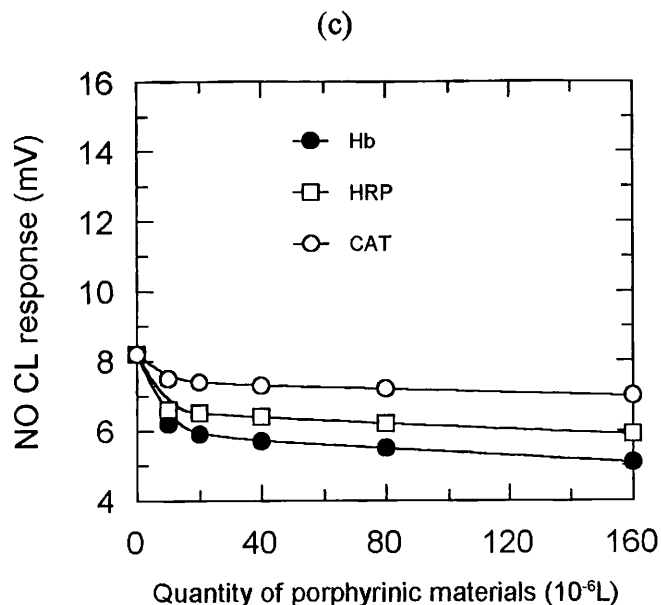 (c)
16
14
12
10
8
6
4
NO CL response (mV)
Hb
HRP
CAT
0 40 80 120 160
Quantity of porphyrinic materials (10⁻⁶L)